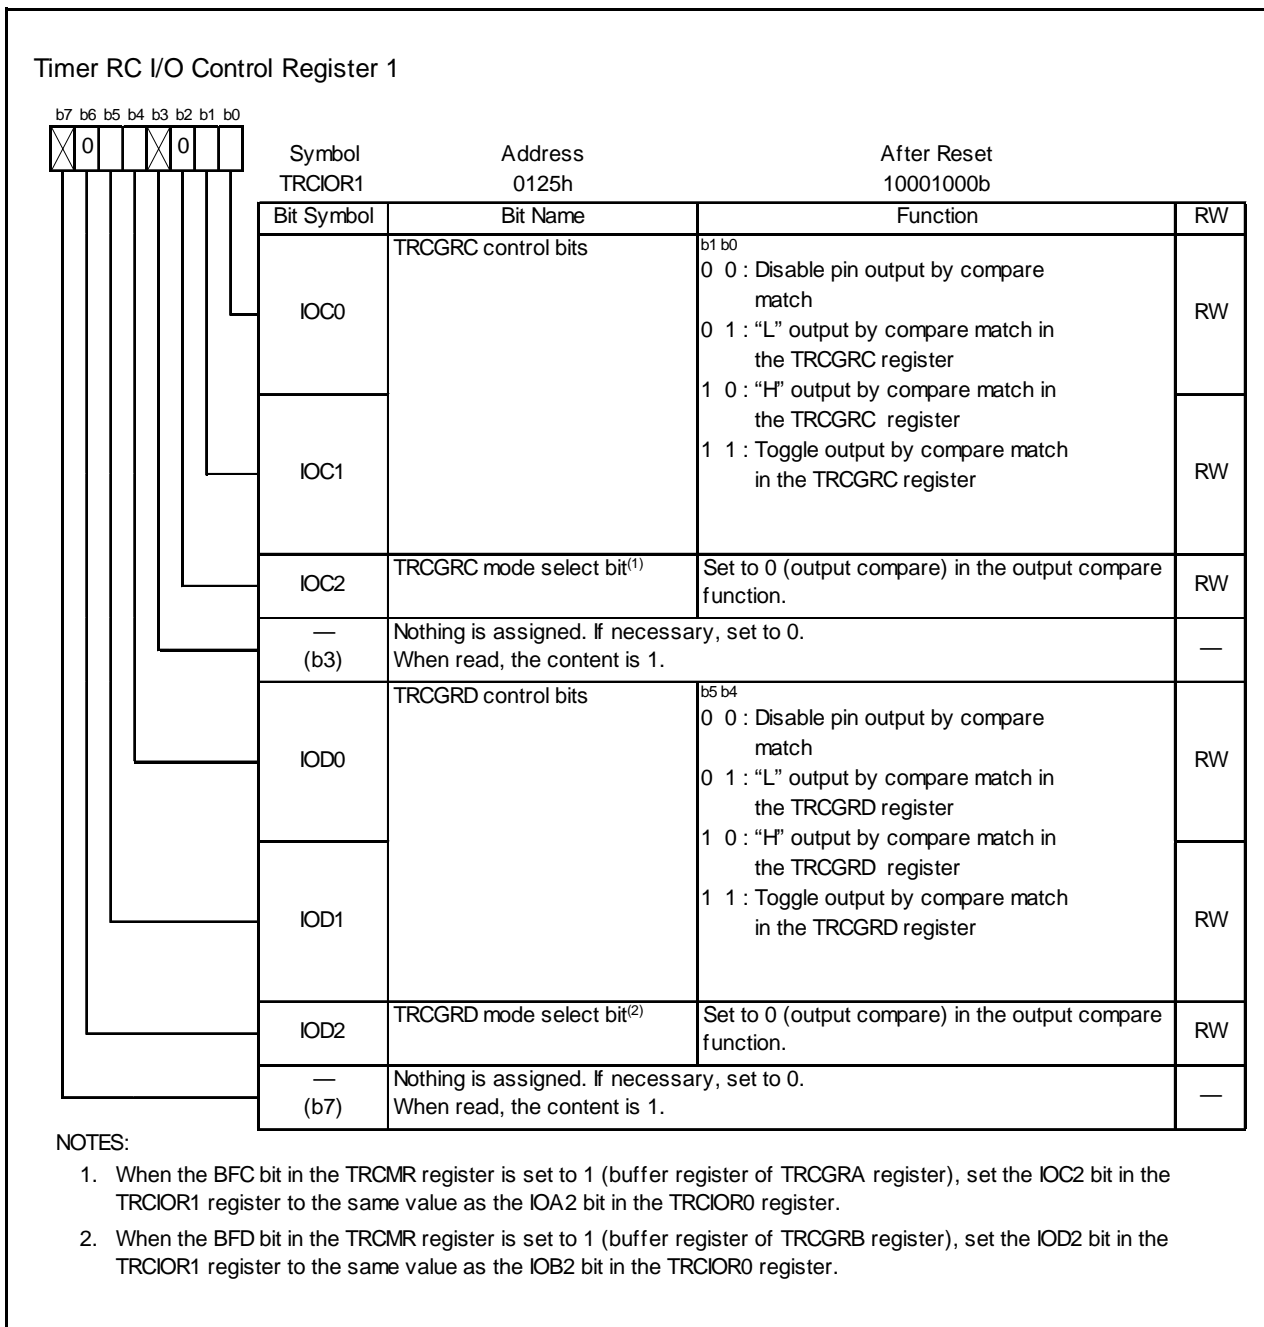 Timer RC I/O Control Register 1
b7 b6 b5 b4 b3 b2 b1 b0
0 0
Symbol Address After Reset
TRCIOR1 0125h 10001000b
Bit Symbol Bit Name Function RW
IOC0 TRCGRC control bits b1 b0 RW
0 0 : Disable pin output by compare
match
0 1 : “L” output by compare match in
the TRCGRC register
1 0 : “H” output by compare match in
the TRCGRC register
IOC1 RW
1 1 : Toggle output by compare match
in the TRCGRC register
IOC2 TRCGRC mode select bit(1) Set to 0 (output compare) in the output compare RW
function.
— Nothing is assigned. If necessary, set to 0. —
(b3) When read, the content is 1.
IOD0 TRCGRD control bits b5 b4 RW
0 0 : Disable pin output by compare
match
0 1 : “L” output by compare match in
the TRCGRD register
1 0 : “H” output by compare match in
the TRCGRD register
IOD1 RW
1 1 : Toggle output by compare match
in the TRCGRD register
IOD2 TRCGRD mode select bit(2) Set to 0 (output compare) in the output compare RW
function.
— Nothing is assigned. If necessary, set to 0. —
(b7) When read, the content is 1.
NOTES:
1. When the BFC bit in the TRCMR register is set to 1 (buffer register of TRCGRA register), set the IOC2 bit in the
TRCIOR1 register to the same value as the IOA2 bit in the TRCIOR0 register.
2. When the BFD bit in the TRCMR register is set to 1 (buffer register of TRCGRB register), set the IOD2 bit in the
TRCIOR1 register to the same value as the IOB2 bit in the TRCIOR0 register.